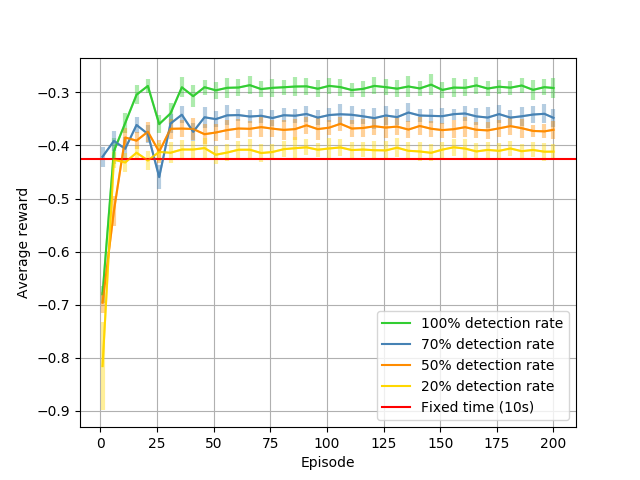 −0.3
−0.4
−0.5
−0.6
−0.7
−0.8
−0.9
Average reward
100% detection rate
70% detection rate
50% detection rate
20% detection rate
Fixed time (10s)
0 25 50 75 100 125 150 175 200
Episode